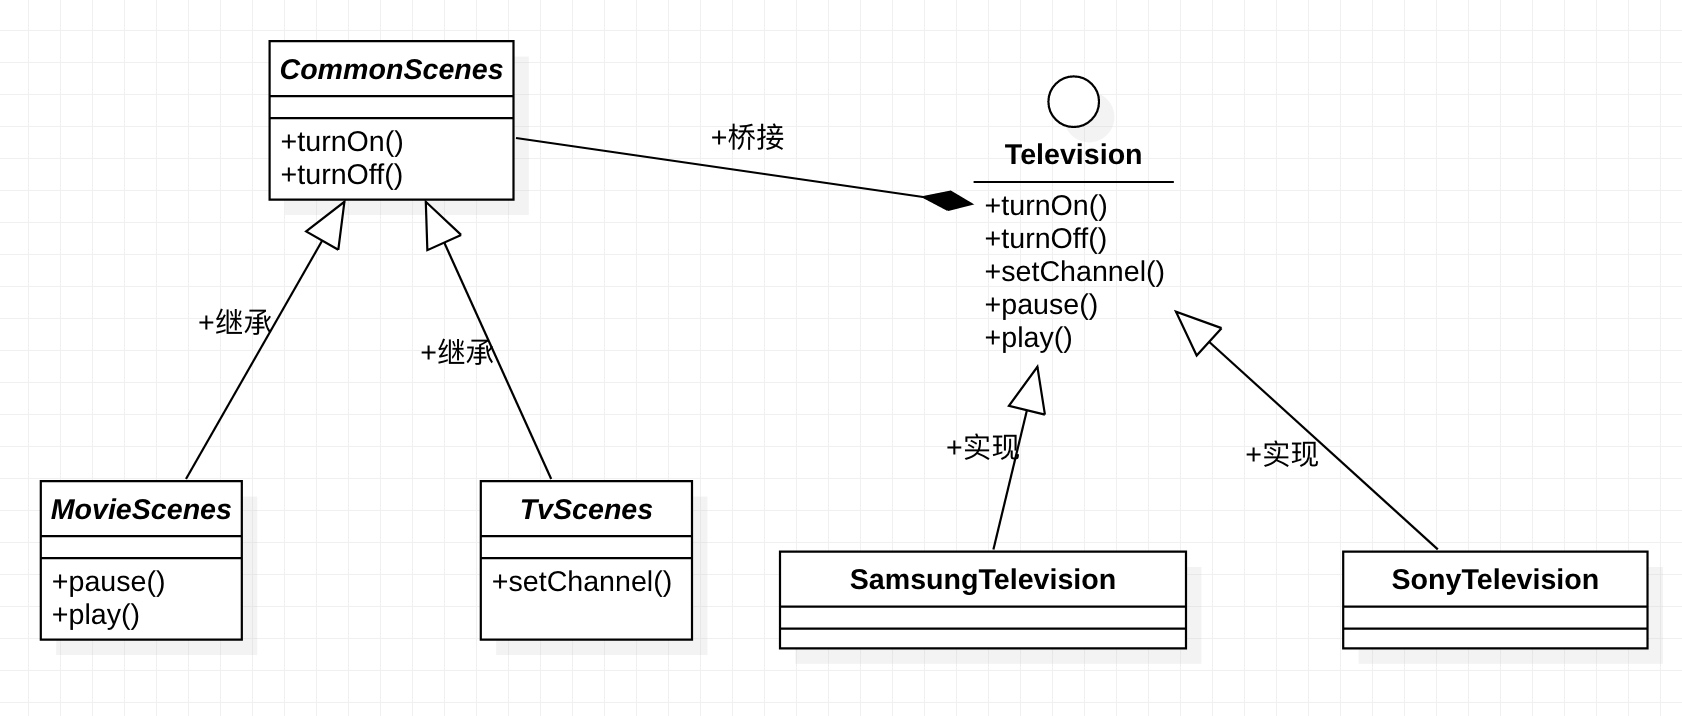 CommonScenes
+turnOn()
+turnOff()
+桥接
Television
+turnOn()
+turnOff()
+setChannel()
+pause()
+play()
+继承
+继承
+实现
+实现
MovieScenes
+pause()
+play()
TvScenes
+setChannel()
SamsungTelevision
SonyTelevision